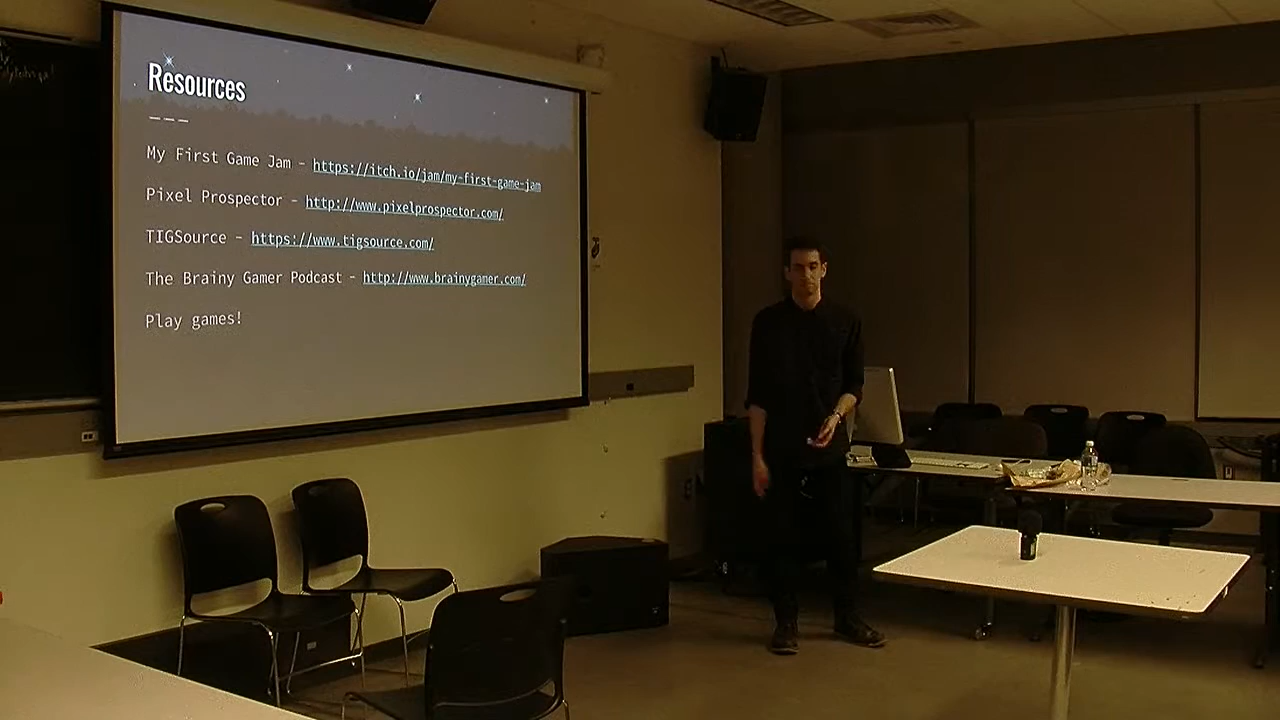 Resources
My First Game Jam - https://itch.io/jam/my-first-game-jam
Pixel Prospector - http://www.pixelprospector.com/
TIGSource - https://www.tigsource.com/
The Brainy Gamer Podcast - http://www.brainygamer.com/
Play games!